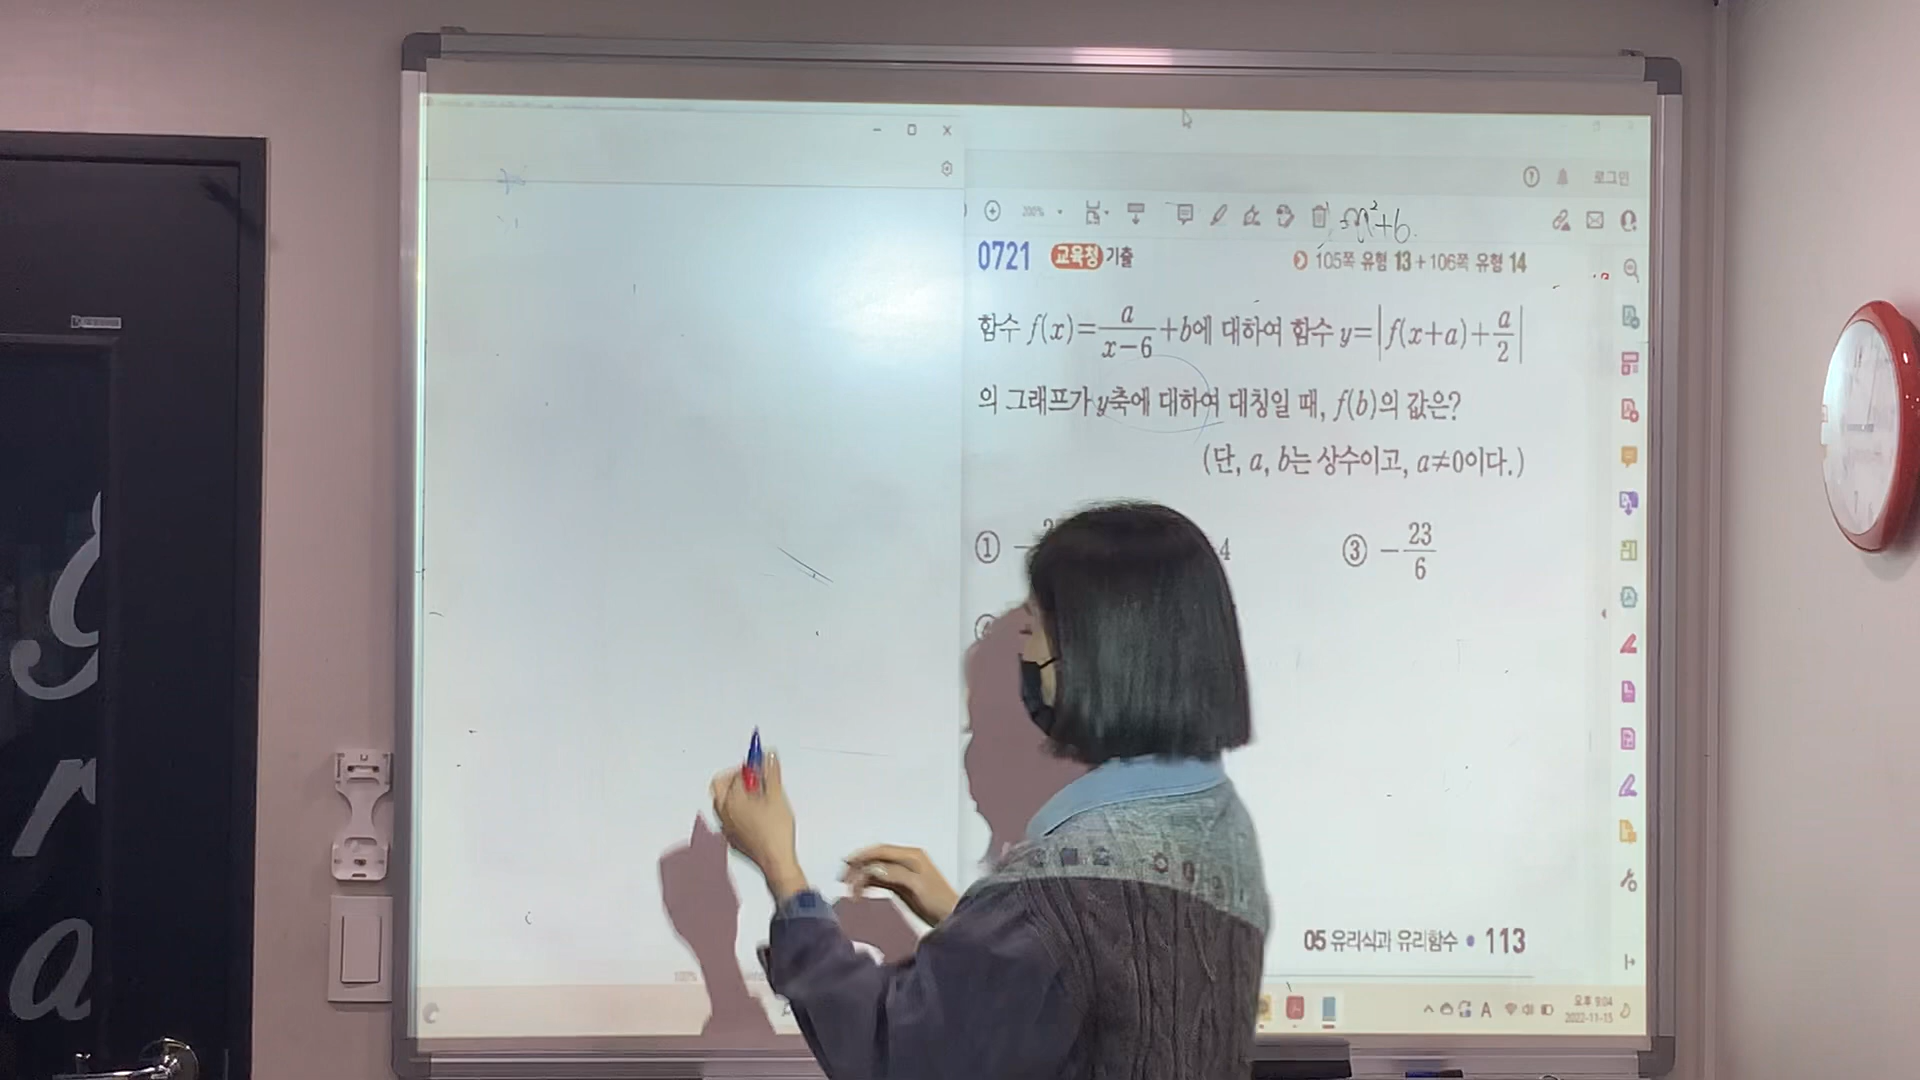 로그인
200%
m²+6.
0721 교육청 기출
105쪽 유형 13 + 106쪽 유형 14
함수 f(x)=a/(x-6)+b에 대하여 함수 y=|f(x+a)+a/2|
의 그래프가 y축에 대하여 대칭일 때, f(b)의 값은?
(단, a, b는 상수이고, a≠0이다.)
① − 4 ③ −23/6
05 유리식과 유리함수 • 113
100%
A 오후 9:04
2022-11-15
g
r
a